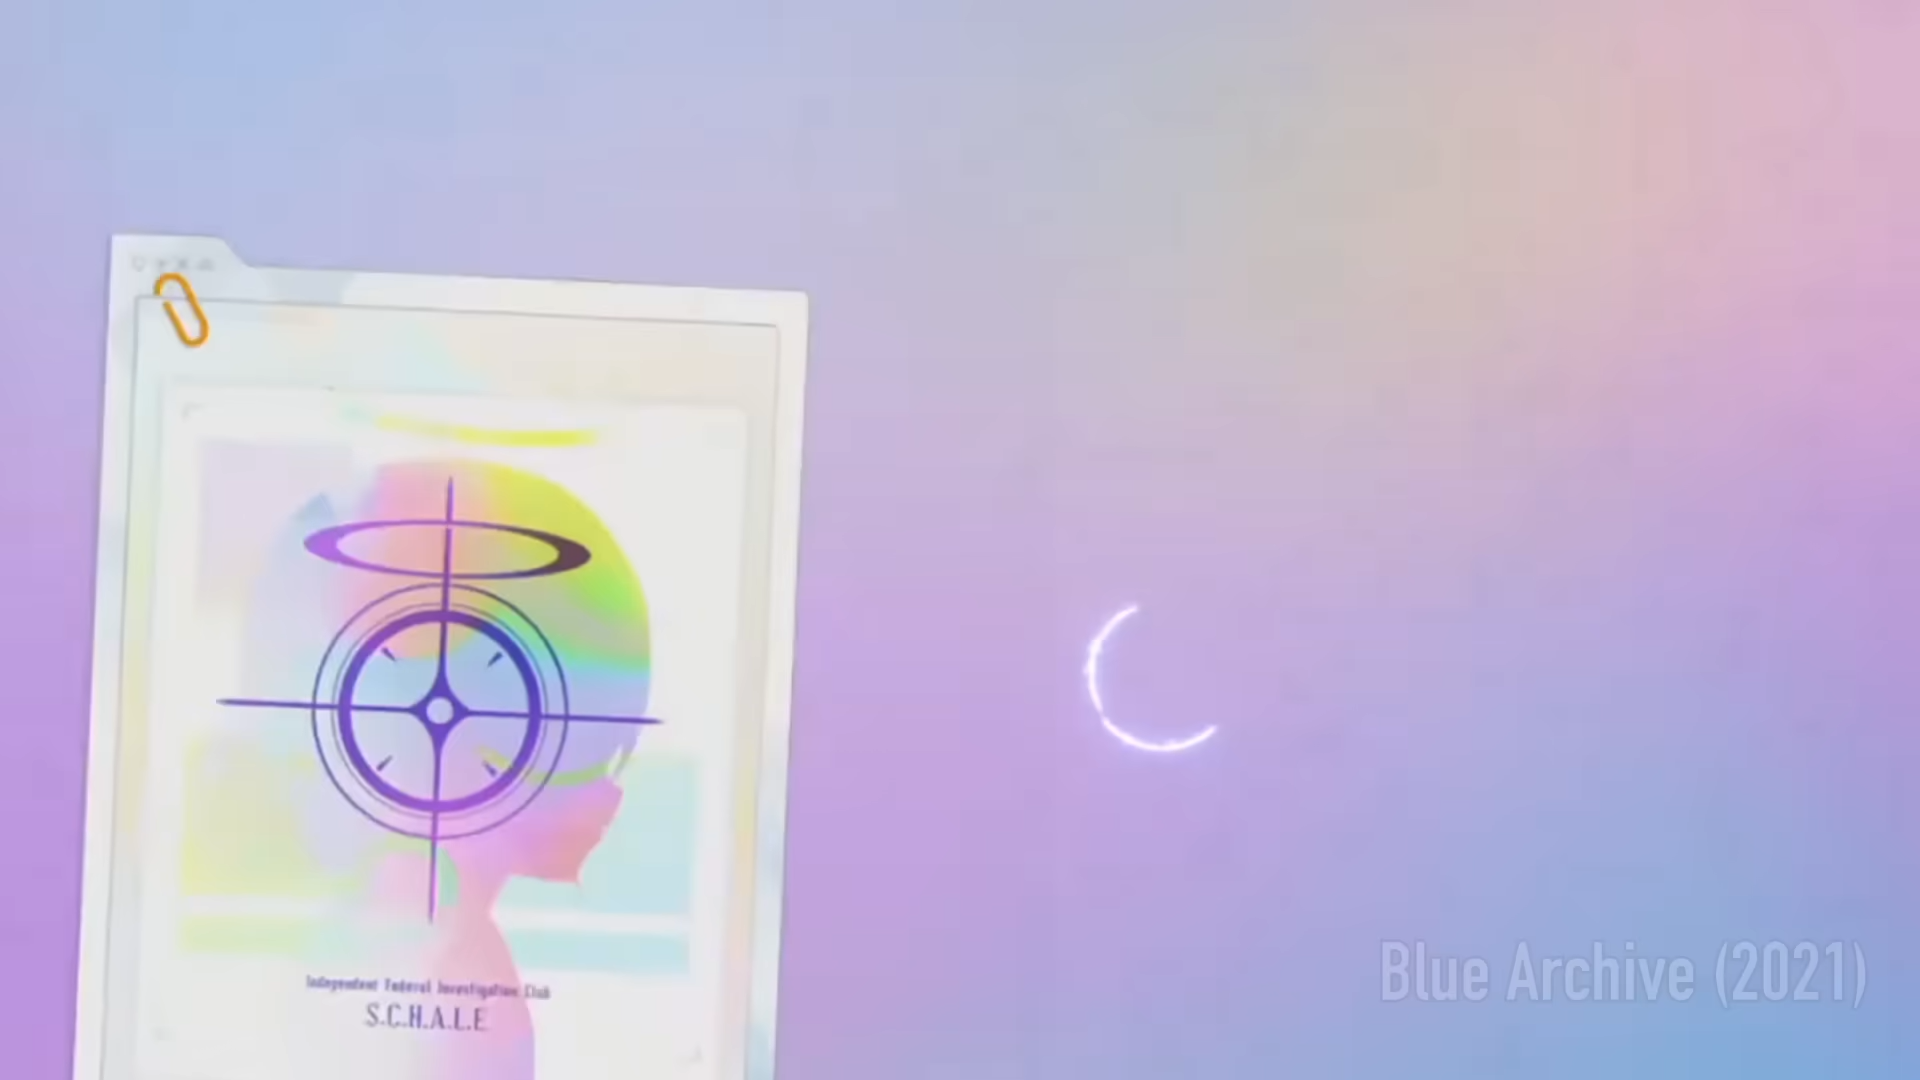 Independent Federal Investigation Club
S.C.H.A.L.E
Blue Archive (2021)